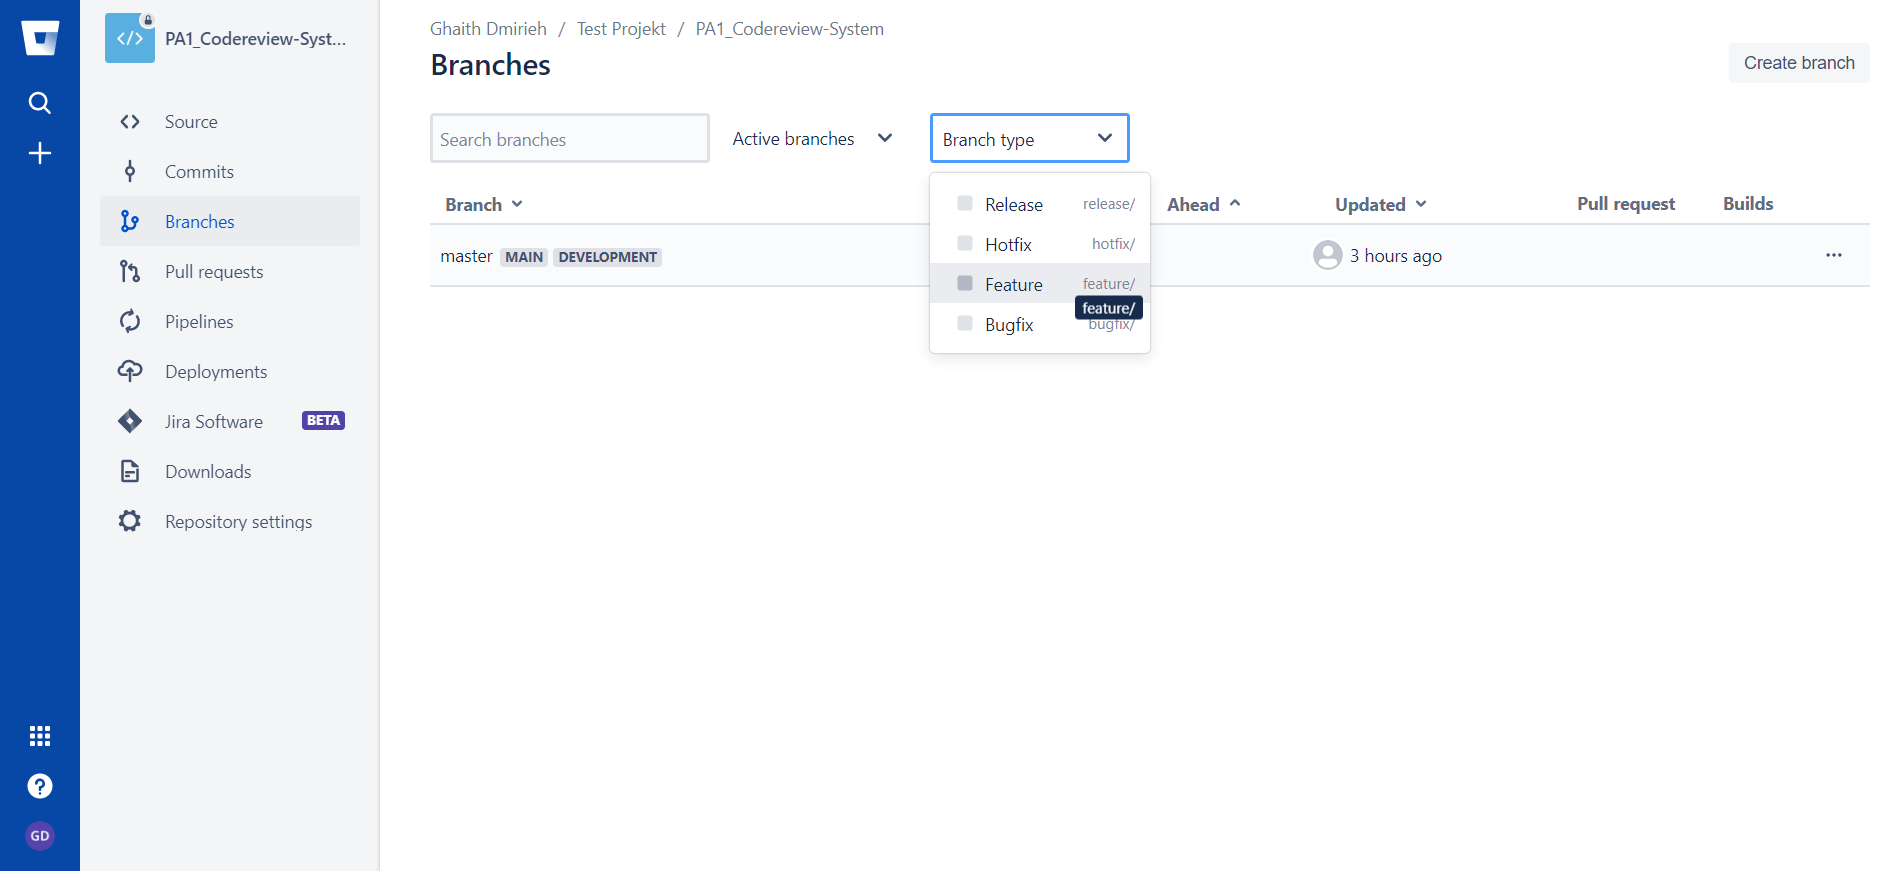 PA1_Codereview-Syst...
Source
Commits
Branches
Pull requests
Pipelines
Deployments
Jira Software BETA
Downloads
Repository settings
GD
Ghaith Dmirieh / Test Projekt / PA1_Codereview-System
Branches
Create branch
Search branches
Active branches
Branch type
Branch
Ahead
Updated
Pull request
Builds
master MAIN DEVELOPMENT
3 hours ago
Release release/
Hotfix hotfix/
Feature feature/
feature/
Bugfix bugfix/